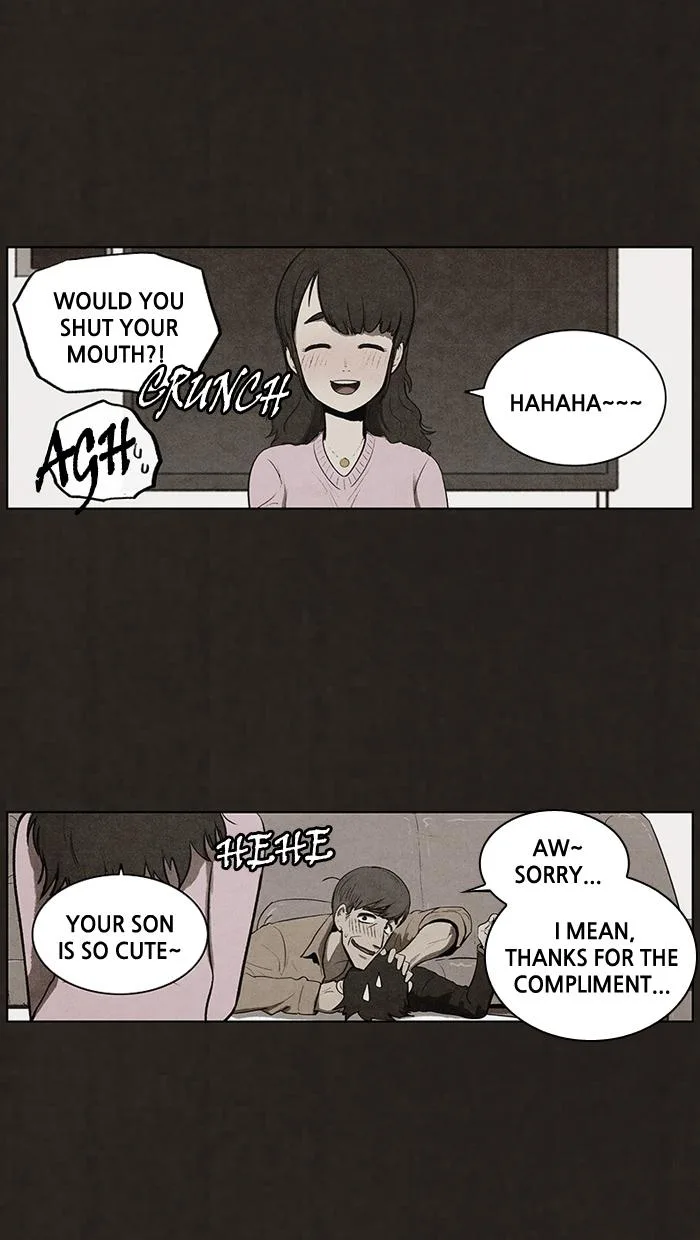 WOULD YOU
SHUT YOUR
MOUTH?!
CRUNCH
AGH
HAHAHA~~~
HEHE
YOUR SON
IS SO CUTE~
AW~
SORRY...
I MEAN,
THANKS FOR THE
COMPLIMENT...